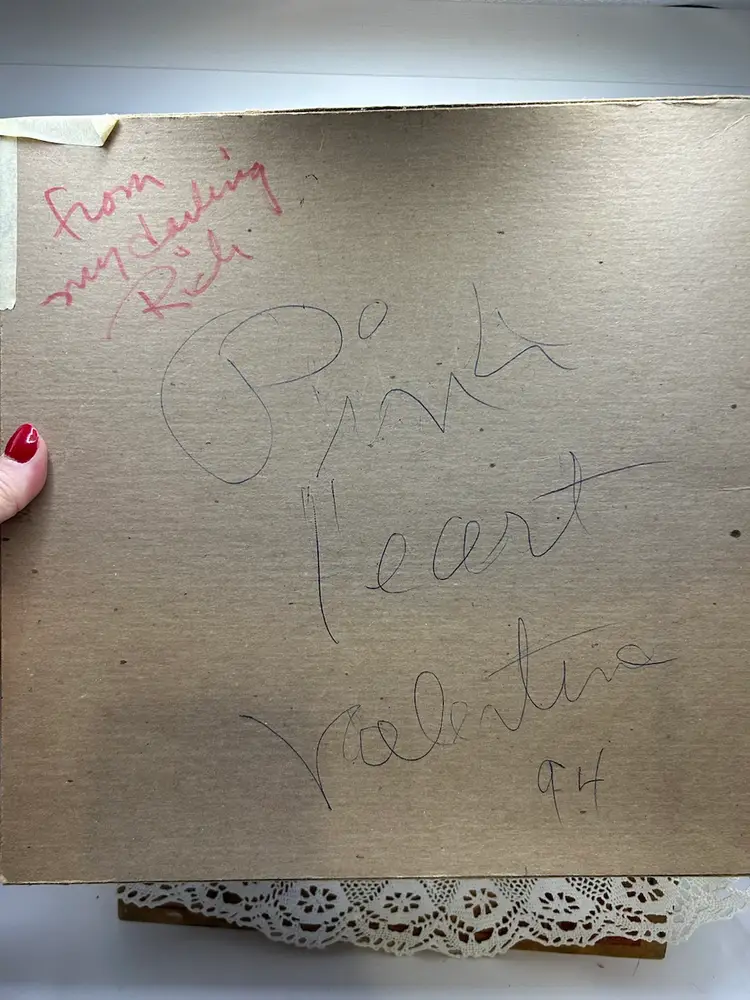 From
my darling
Rich
Pink
Heart
Valentine
94